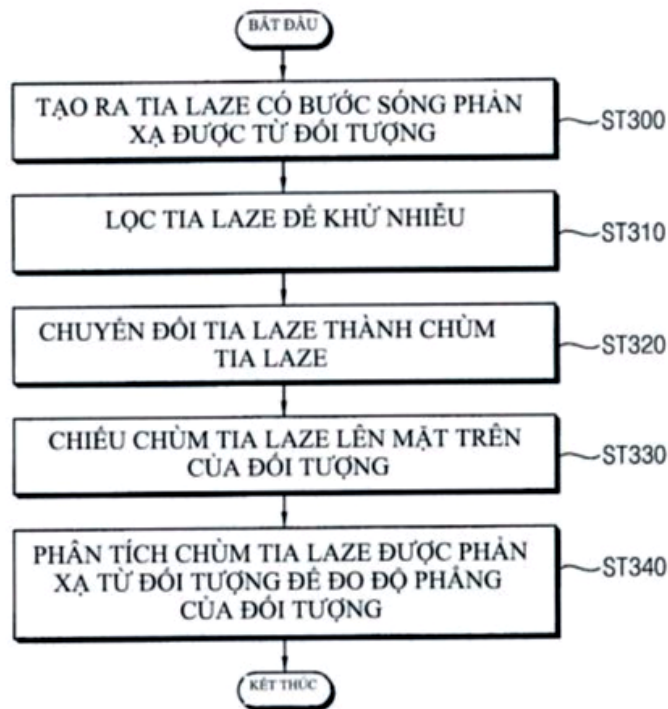 BẮT ĐẦU
TẠO RA TIA LAZE CÓ BƯỚC SÓNG PHẢN
XẠ ĐƯỢC TỪ ĐỐI TƯỢNG
ST300
LỌC TIA LAZE ĐỂ KHỬ NHIỄU
ST310
CHUYỂN ĐỔI TIA LAZE THÀNH CHÙM
TIA LAZE
ST320
CHIẾU CHÙM TIA LAZE LÊN MẶT TRÊN
CỦA ĐỐI TƯỢNG
ST330
PHÂN TÍCH CHÙM TIA LAZE ĐƯỢC PHẢN
XẠ TỪ ĐỐI TƯỢNG ĐỂ ĐO ĐỘ PHẲNG
CỦA ĐỐI TƯỢNG
ST340
KẾT THÚC